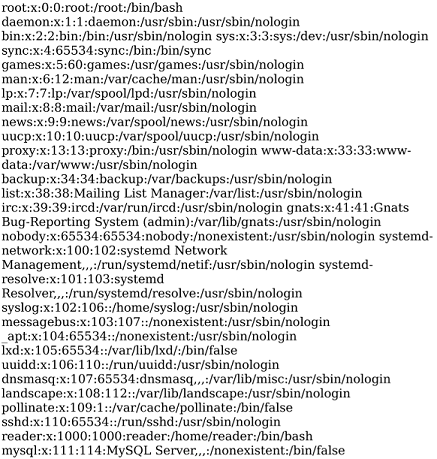 root:x:0:0:root:/root:/bin/bash
daemon:x:1:1:daemon:/usr/sbin:/usr/sbin/nologin
bin:x:2:2:bin:/bin:/usr/sbin/nologin sys:x:3:3:sys:/dev:/usr/sbin/nologin
sync:x:4:65534:sync:/bin:/bin/sync
games:x:5:60:games:/usr/games:/usr/sbin/nologin
man:x:6:12:man:/var/cache/man:/usr/sbin/nologin
lp:x:7:7:lp:/var/spool/lpd:/usr/sbin/nologin
mail:x:8:8:mail:/var/mail:/usr/sbin/nologin
news:x:9:9:news:/var/spool/news:/usr/sbin/nologin
uucp:x:10:10:uucp:/var/spool/uucp:/usr/sbin/nologin
proxy:x:13:13:proxy:/bin:/usr/sbin/nologin www-data:x:33:33:www-
data:/var/www:/usr/sbin/nologin
backup:x:34:34:backup:/var/backups:/usr/sbin/nologin
list:x:38:38:Mailing List Manager:/var/list:/usr/sbin/nologin
irc:x:39:39:ircd:/var/run/ircd:/usr/sbin/nologin gnats:x:41:41:Gnats
Bug-Reporting System (admin):/var/lib/gnats:/usr/sbin/nologin
nobody:x:65534:65534:nobody:/nonexistent:/usr/sbin/nologin systemd-
network:x:100:102:systemd Network
Management,,,:/run/systemd/netif:/usr/sbin/nologin systemd-
resolve:x:101:103:systemd
Resolver,,,:/run/systemd/resolve:/usr/sbin/nologin
syslog:x:102:106::/home/syslog:/usr/sbin/nologin
messagebus:x:103:107::/nonexistent:/usr/sbin/nologin
_apt:x:104:65534::/nonexistent:/usr/sbin/nologin
lxd:x:105:65534::/var/lib/lxd/:/bin/false
uuidd:x:106:110::/run/uuidd:/usr/sbin/nologin
dnsmasq:x:107:65534:dnsmasq,,,:/var/lib/misc:/usr/sbin/nologin
landscape:x:108:112::/var/lib/landscape:/usr/sbin/nologin
pollinate:x:109:1::/var/cache/pollinate:/bin/false
sshd:x:110:65534::/run/sshd:/usr/sbin/nologin
reader:x:1000:1000:reader:/home/reader:/bin/bash
mysql:x:111:114:MySQL Server,,,:/nonexistent:/bin/false